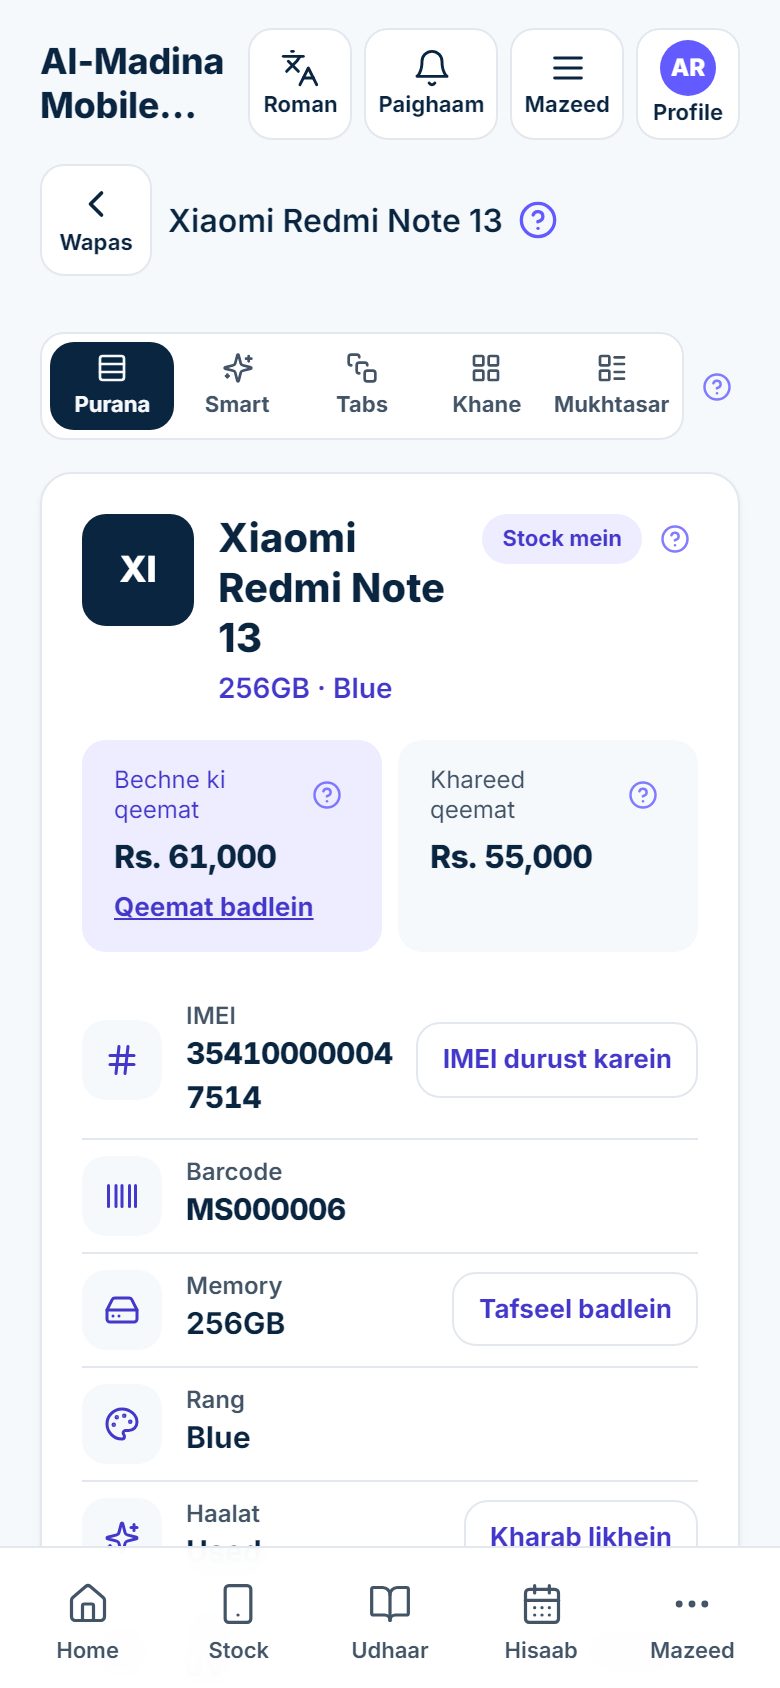 Al-Madina
Mobile...
Roman
Paighaam
Mazeed
AR
Profile
Wapas
Xiaomi Redmi Note 13
Purana
Smart
Tabs
Khane
Mukhtasar
XI
Xiaomi
Redmi Note
13
Stock mein
256GB · Blue
Bechne ki
qeemat
Rs. 61,000
Qeemat badlein
Khareed
qeemat
Rs. 55,000
IMEI
35410000004
7514
IMEI durust karein
Barcode
MS000006
Memory
256GB
Tafseel badlein
Rang
Blue
Haalat
Used
Kharab likhein
Home
Stock
Udhaar
Hisaab
Mazeed